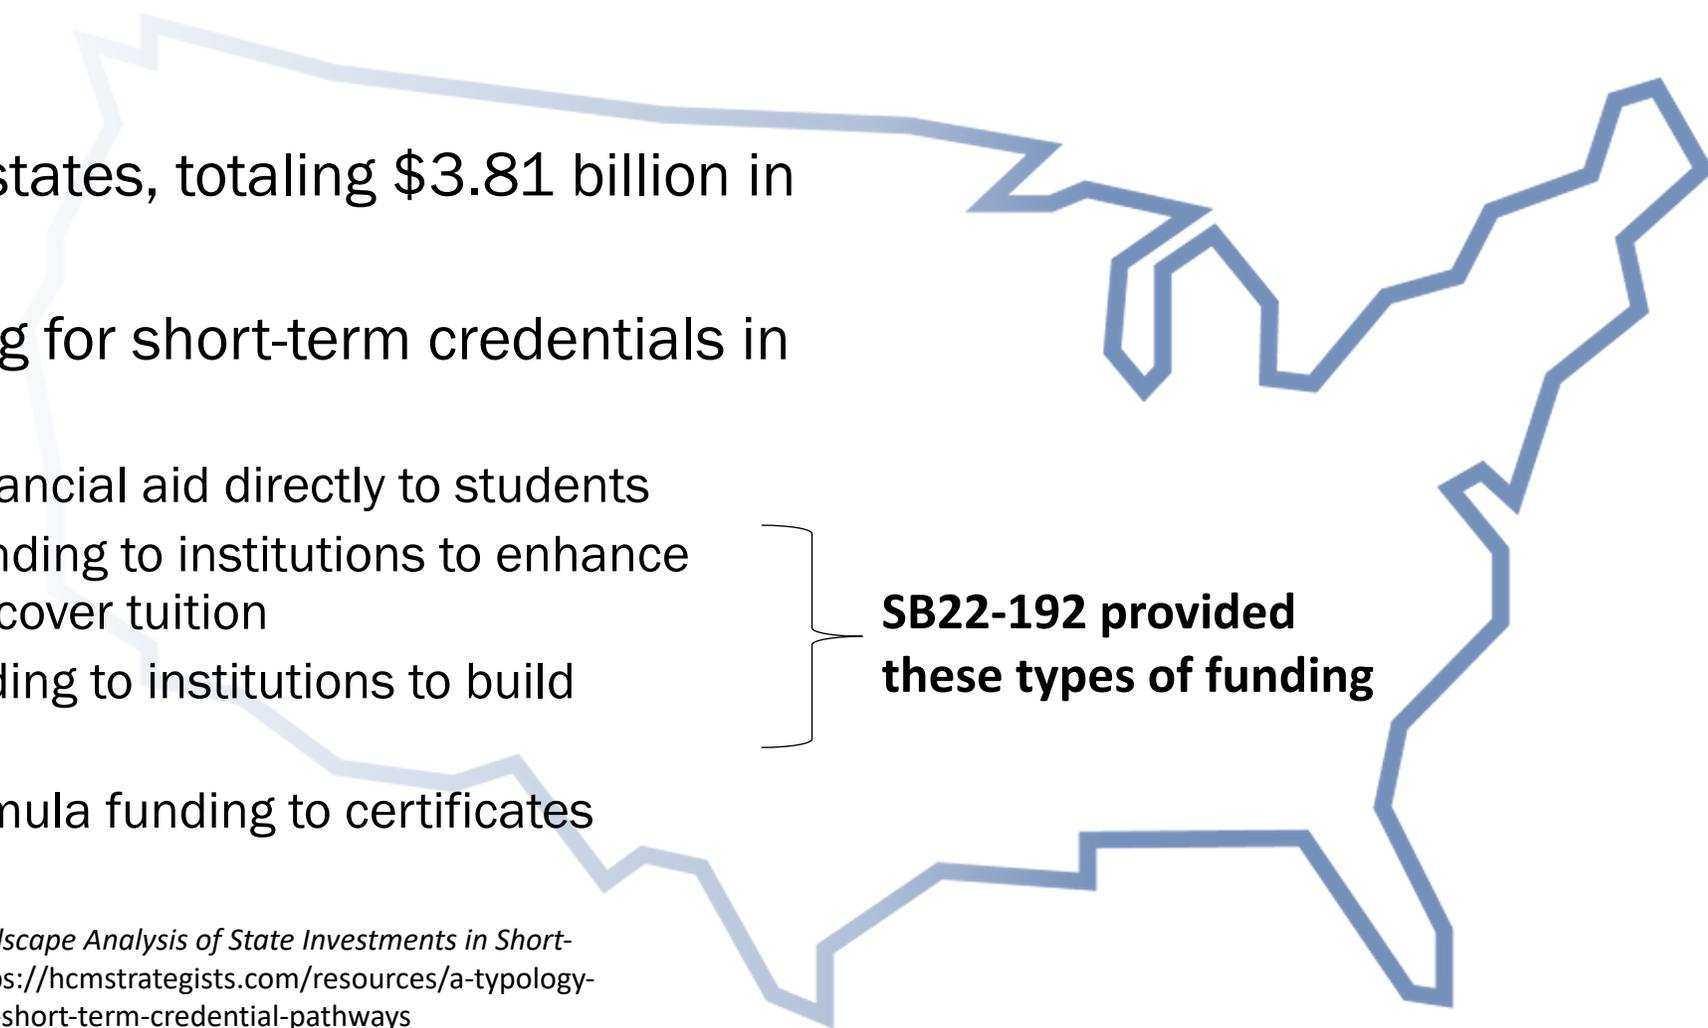 states, totaling $3.81 billion in
g for short-term credentials in
ancial aid directly to students
nding to institutions to enhance
cover tuition
ding to institutions to build
SB22-192 provided
these types of funding
mula funding to certificates
dscape Analysis of State Investments in Short-
ps://hcmstrategists.com/resources/a-typology-
-short-term-credential-pathways